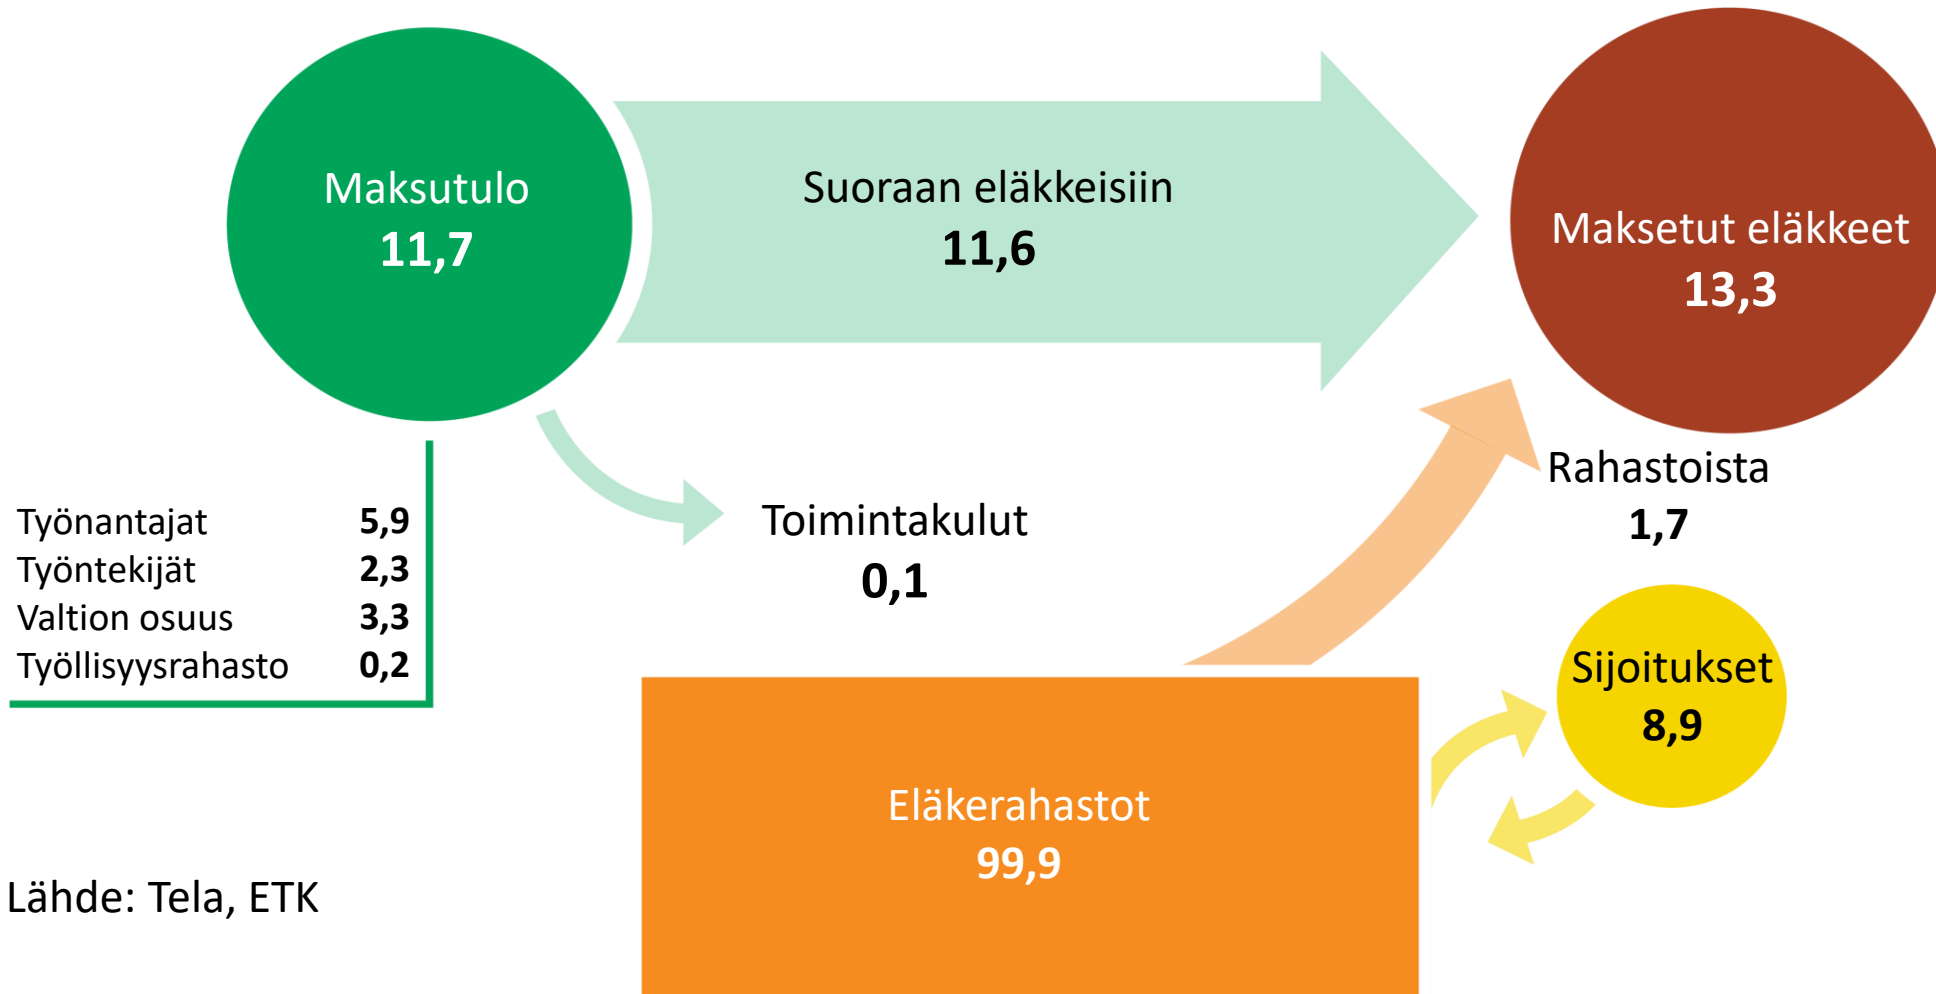 Maksutulo
11,7
Suoraan eläkkeisiin
11,6
Maksetut eläkkeet
13,3
Työnantajat 5,9
Työntekijät 2,3
Valtion osuus 3,3
Työllisyysrahasto 0,2
Toimintakulut
0,1
Rahastoista
1,7
Sijoitukset
8,9
Eläkerahastot
99,9
Lähde: Tela, ETK